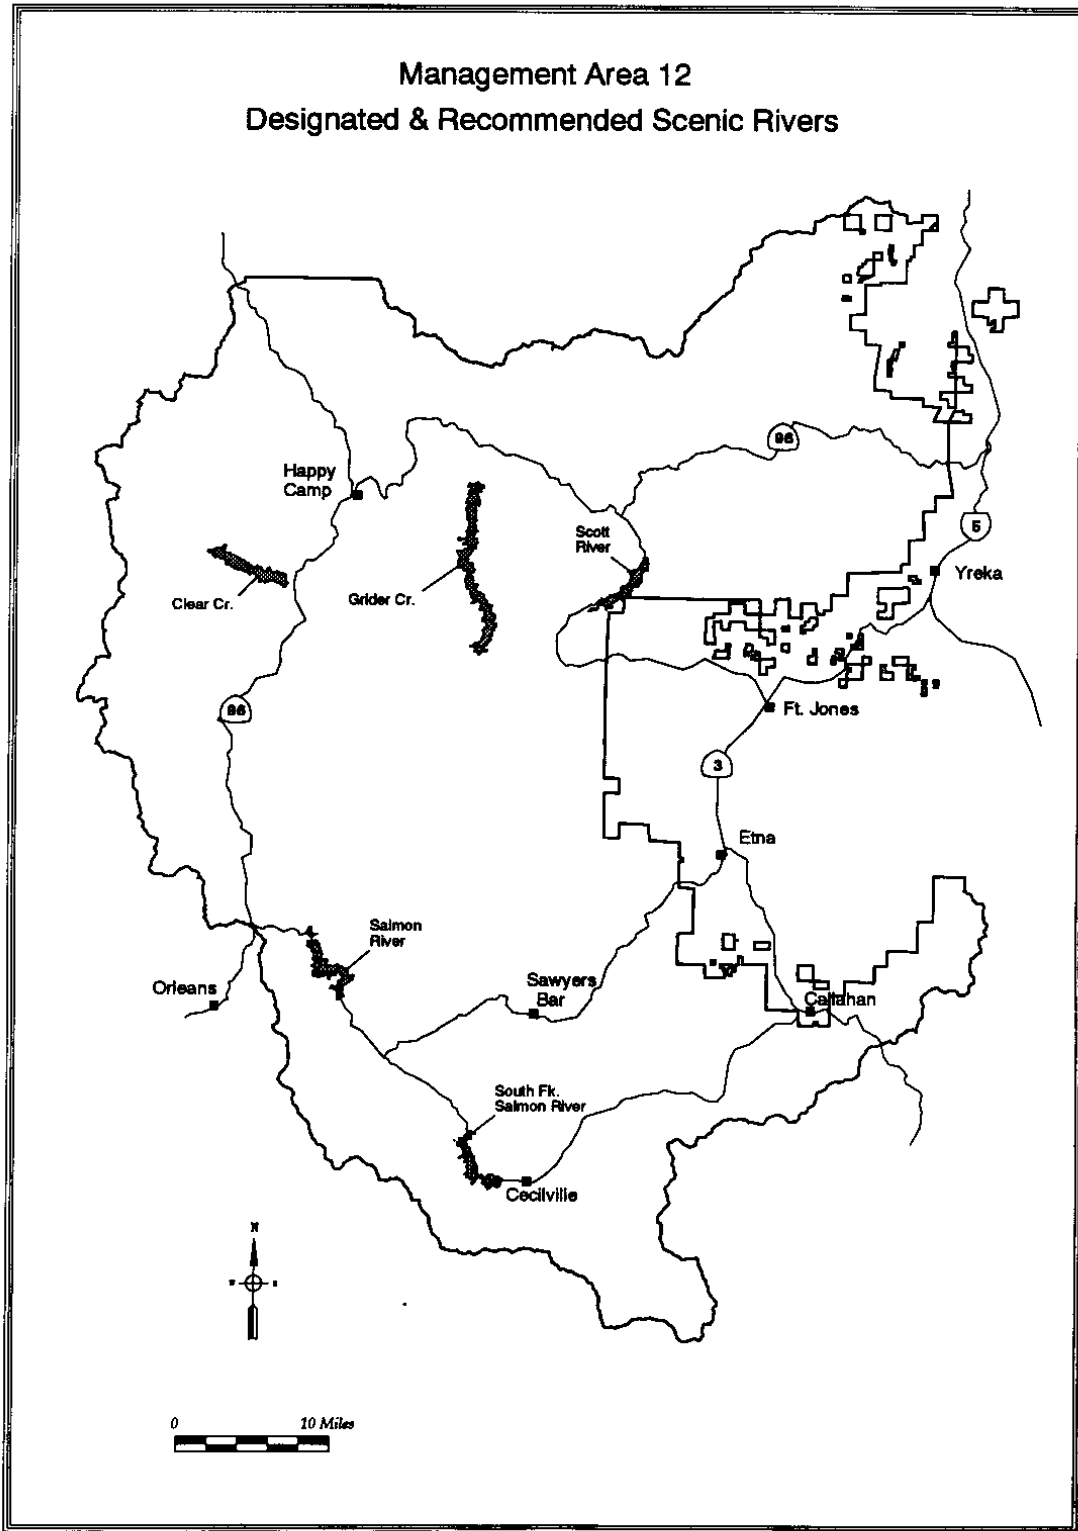 Management Area 12
Designated & Recommended Scenic Rivers
96
Happy
Camp
5
Scott
River
Yreka
Clear Cr.
Grider Cr.
96
Ft. Jones
3
Etna
Salmon
River
Orleans
Sawyers
Bar
Callahan
South Fk.
Salmon River
Cecilville
N
0 10 Miles